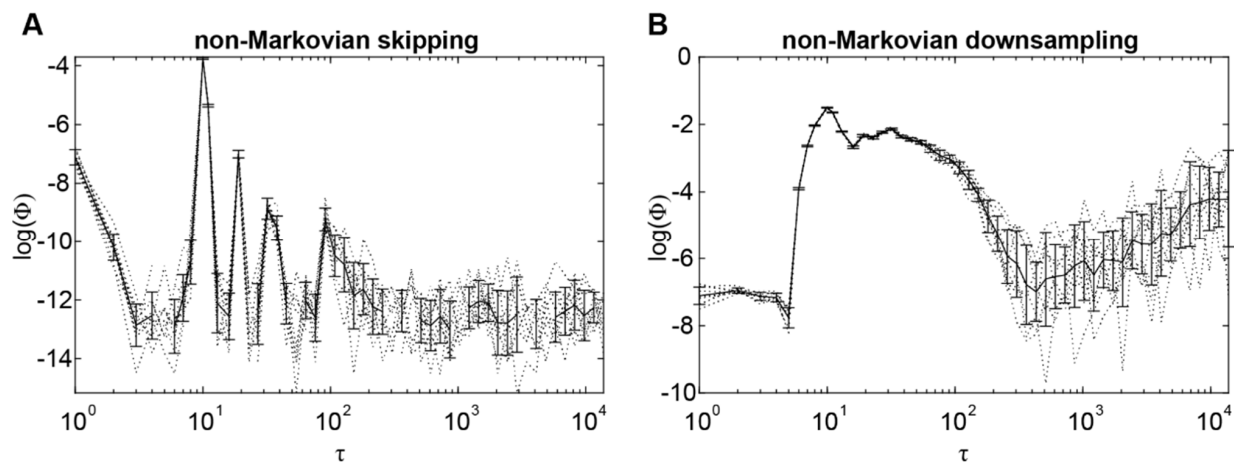 A
non-Markovian skipping
-4
-6
-8
-10
-12
-14
log(Φ)
10^0
10^1
10^2
10^3
10^4
τ
B
non-Markovian downsampling
0
-2
-4
-6
-8
-10
log(Φ)
10^0
10^1
10^2
10^3
10^4
τ